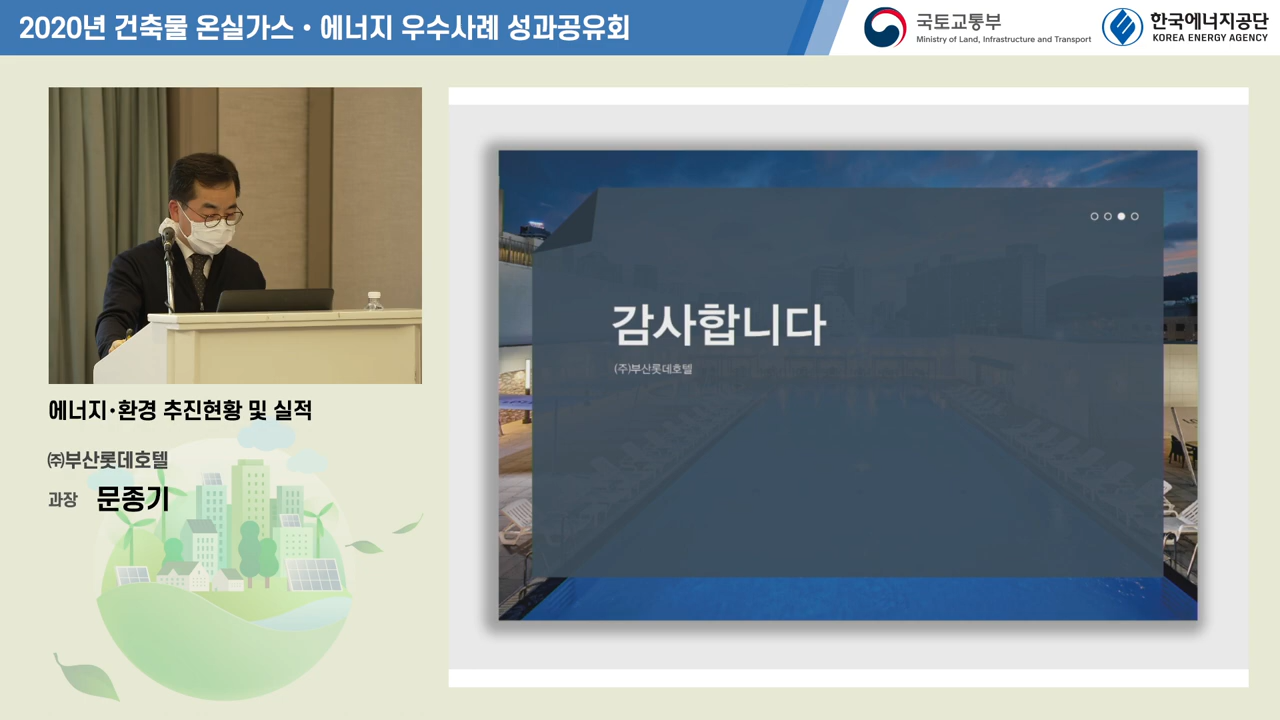 2020년 건축물 온실가스 · 에너지 우수사례 성과공유회
국토교통부
Ministry of Land, Infrastructure and Transport
한국에너지공단
KOREA ENERGY AGENCY
감사합니다
(주)부산롯데호텔
에너지·환경 추진현황 및 실적
㈜부산롯데호텔
과장 문종기